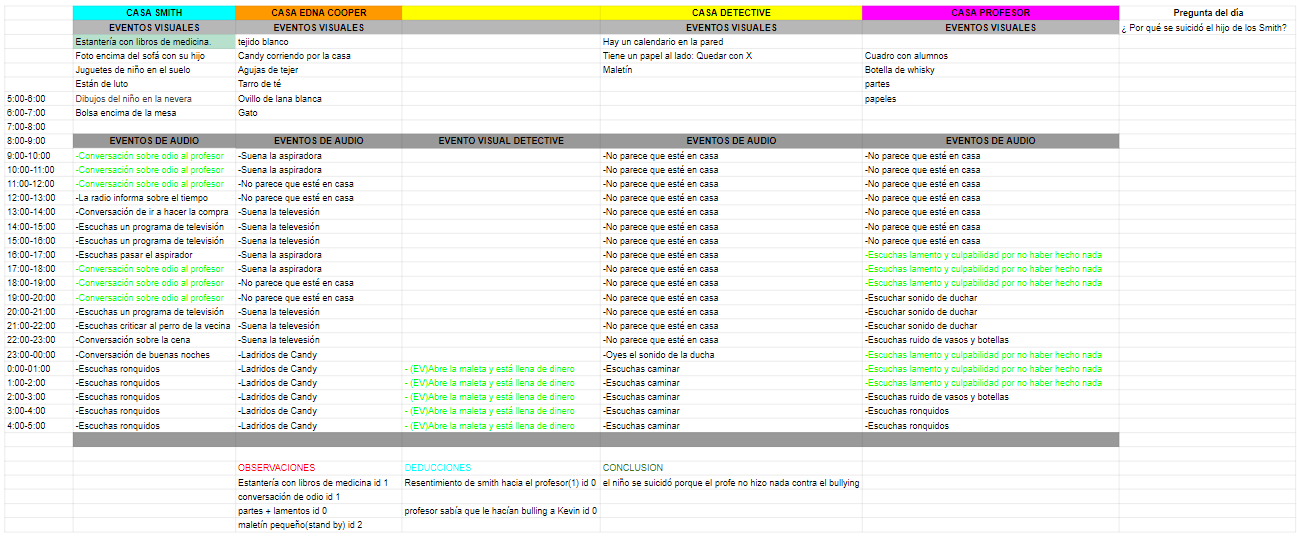 CASA SMITH CASA EDNA COOPER CASA DETECTIVE CASA PROFESOR Pregunta del día
EVENTOS VISUALES EVENTOS VISUALES EVENTOS VISUALES EVENTOS VISUALES ¿ Por qué se suicidó el hijo de los Smith?
Estantería con libros de medicina. tejido blanco Hay un calendario en la pared
Foto encima del sofá con su hijo Candy corriendo por la casa Tiene un papel al lado: Quedar con X Cuadro con alumnos
Juguetes de niño en el suelo Agujas de tejer Maletín Botella de whisky
Están de luto Tarro de té partes
5:00-6:00 Dibujos del niño en la nevera Ovillo de lana blanca papeles
6:00-7:00 Bolsa encima de la mesa Gato
7:00-8:00
8:00-9:00 EVENTOS DE AUDIO EVENTOS DE AUDIO EVENTO VISUAL DETECTIVE EVENTOS DE AUDIO EVENTOS DE AUDIO
9:00-10:00 -Conversación sobre odio al profesor -Suena la aspiradora -No parece que esté en casa -No parece que esté en casa
10:00-11:00 -Conversación sobre odio al profesor -Suena la aspiradora -No parece que esté en casa -No parece que esté en casa
11:00-12:00 -Conversación sobre odio al profesor -No parece que esté en casa -No parece que esté en casa -No parece que esté en casa
12:00-13:00 -La radio informa sobre el tiempo -No parece que esté en casa -No parece que esté en casa -No parece que esté en casa
13:00-14:00 -Conversación de ir a hacer la compra -Suena la televesión -No parece que esté en casa -No parece que esté en casa
14:00-15:00 -Escuchas un programa de televisión -Suena la televesión -No parece que esté en casa -No parece que esté en casa
15:00-16:00 -Escuchas un programa de televisión -Suena la televesión -No parece que esté en casa -No parece que esté en casa
16:00-17:00 -Escuchas pasar el aspirador -Suena la aspiradora -No parece que esté en casa -Escuchas lamento y culpabilidad por no haber hecho nada
17:00-18:00 -Conversación sobre odio al profesor -Suena la aspiradora -No parece que esté en casa -Escuchas lamento y culpabilidad por no haber hecho nada
18:00-19:00 -Conversación sobre odio al profesor -No parece que esté en casa -No parece que esté en casa -Escuchas lamento y culpabilidad por no haber hecho nada
19:00-20:00 -Conversación sobre odio al profesor -No parece que esté en casa -No parece que esté en casa -Escuchar sonido de duchar
20:00-21:00 -Escuchas un programa de televisión -Suena la televesión -No parece que esté en casa -Escuchar sonido de duchar
21:00-22:00 -Escuchas criticar al perro de la vecina -Suena la televesión -No parece que esté en casa -Escuchar sonido de duchar
22:00-23:00 -Conversación sobre la cena -Suena la televesión -No parece que esté en casa -Escuchas ruido de vasos y botellas
23:00-00:00 -Conversación de buenas noches -Ladridos de Candy -Oyes el sonido de la ducha -Escuchas lamento y culpabilidad por no haber hecho nada
0:00-01:00 -Escuchas ronquidos -Ladridos de Candy - (EV)Abre la maleta y está llena de dinero -Escuchas caminar -Escuchas lamento y culpabilidad por no haber hecho nada
1:00-2:00 -Escuchas ronquidos -Ladridos de Candy - (EV)Abre la maleta y está llena de dinero -Escuchas caminar -Escuchas lamento y culpabilidad por no haber hecho nada
2:00-3:00 -Escuchas ronquidos -Ladridos de Candy - (EV)Abre la maleta y está llena de dinero -Escuchas caminar -Escuchas ruido de vasos y botellas
3:00-4:00 -Escuchas ronquidos -Ladridos de Candy - (EV)Abre la maleta y está llena de dinero -Escuchas caminar -Escuchas ronquidos
4:00-5:00 -Escuchas ronquidos -Ladridos de Candy - (EV)Abre la maleta y está llena de dinero -Escuchas caminar -Escuchas ronquidos
OBSERVACIONES DEDUCCIONES CONCLUSION
Estantería con libros de medicina id 1 Resentimiento de smith hacia el profesor(1) id 0 el niño se suicidó porque el profe no hizo nada contra el bullying
conversación de odio id 1
partes + lamentos id 0 profesor sabía que le hacían bulling a Kevin id 0
maletín pequeño(stand by) id 2